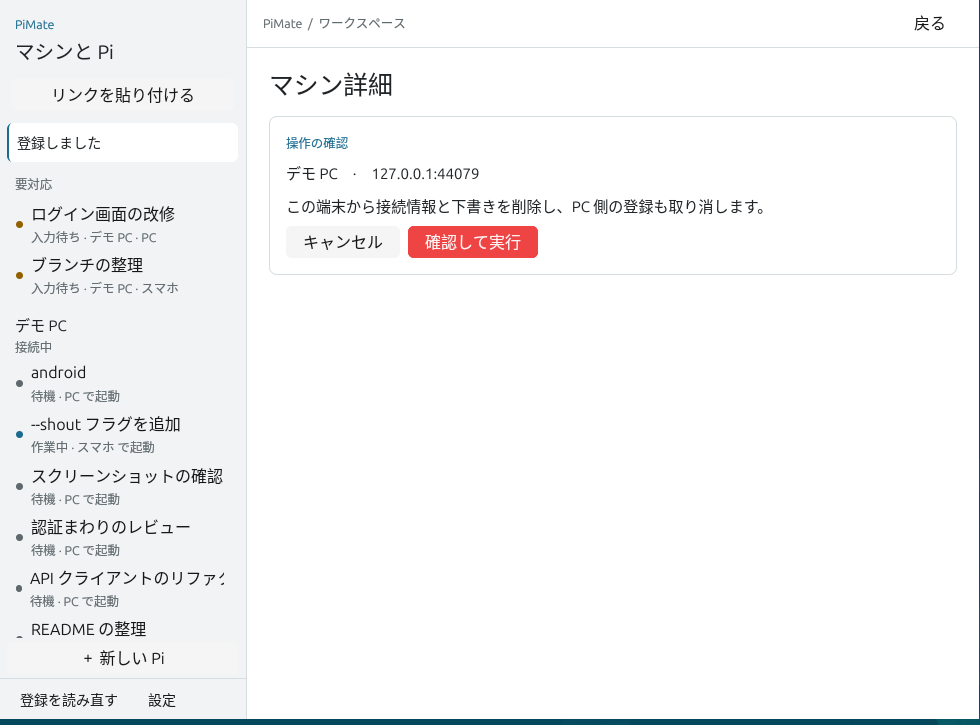 PiMate
マシンと Pi
リンクを貼り付ける
登録しました
要対応
ログイン画面の改修
入力待ち · デモ PC · PC
ブランチの整理
入力待ち · デモ PC · スマホ
デモ PC
接続中
android
待機 · PC で起動
--shout フラグを追加
作業中 · スマホ で起動
スクリーンショットの確認
待機 · PC で起動
認証まわりのレビュー
待機 · PC で起動
API クライアントのリファク
待機 · PC で起動
README の整理
+ 新しい Pi
登録を読み直す 設定
PiMate / ワークスペース 戻る
マシン詳細
操作の確認
デモ PC · 127.0.0.1:44079
この端末から接続情報と下書きを削除し、PC 側の登録も取り消します。
キャンセル 確認して実行